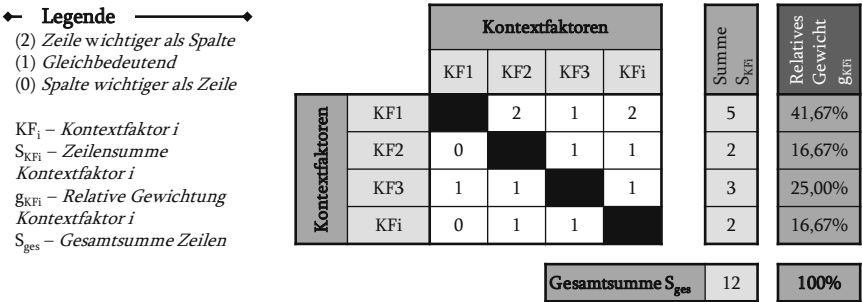 Legende
(2) Zeile wichtiger als Spalte
(1) Gleichbedeutend
(0) Spalte wichtiger als Zeile
KFi – Kontextfaktor i
SKFi – Zeilensumme
Kontextfaktor i
gKFi – Relative Gewichtung
Kontextfaktor i
Sges – Gesamtsumme Zeilen
Kontextfaktoren
KF1 KF2 KF3 KFi
Summe
SKFi
Relatives
Gewicht
gKFi
Kontextfaktoren
KF1 2 1 2 5 41,67%
KF2 0 1 1 2 16,67%
KF3 1 1 1 3 25,00%
KFi 0 1 1 2 16,67%
Gesamtsumme Sges 12 100%